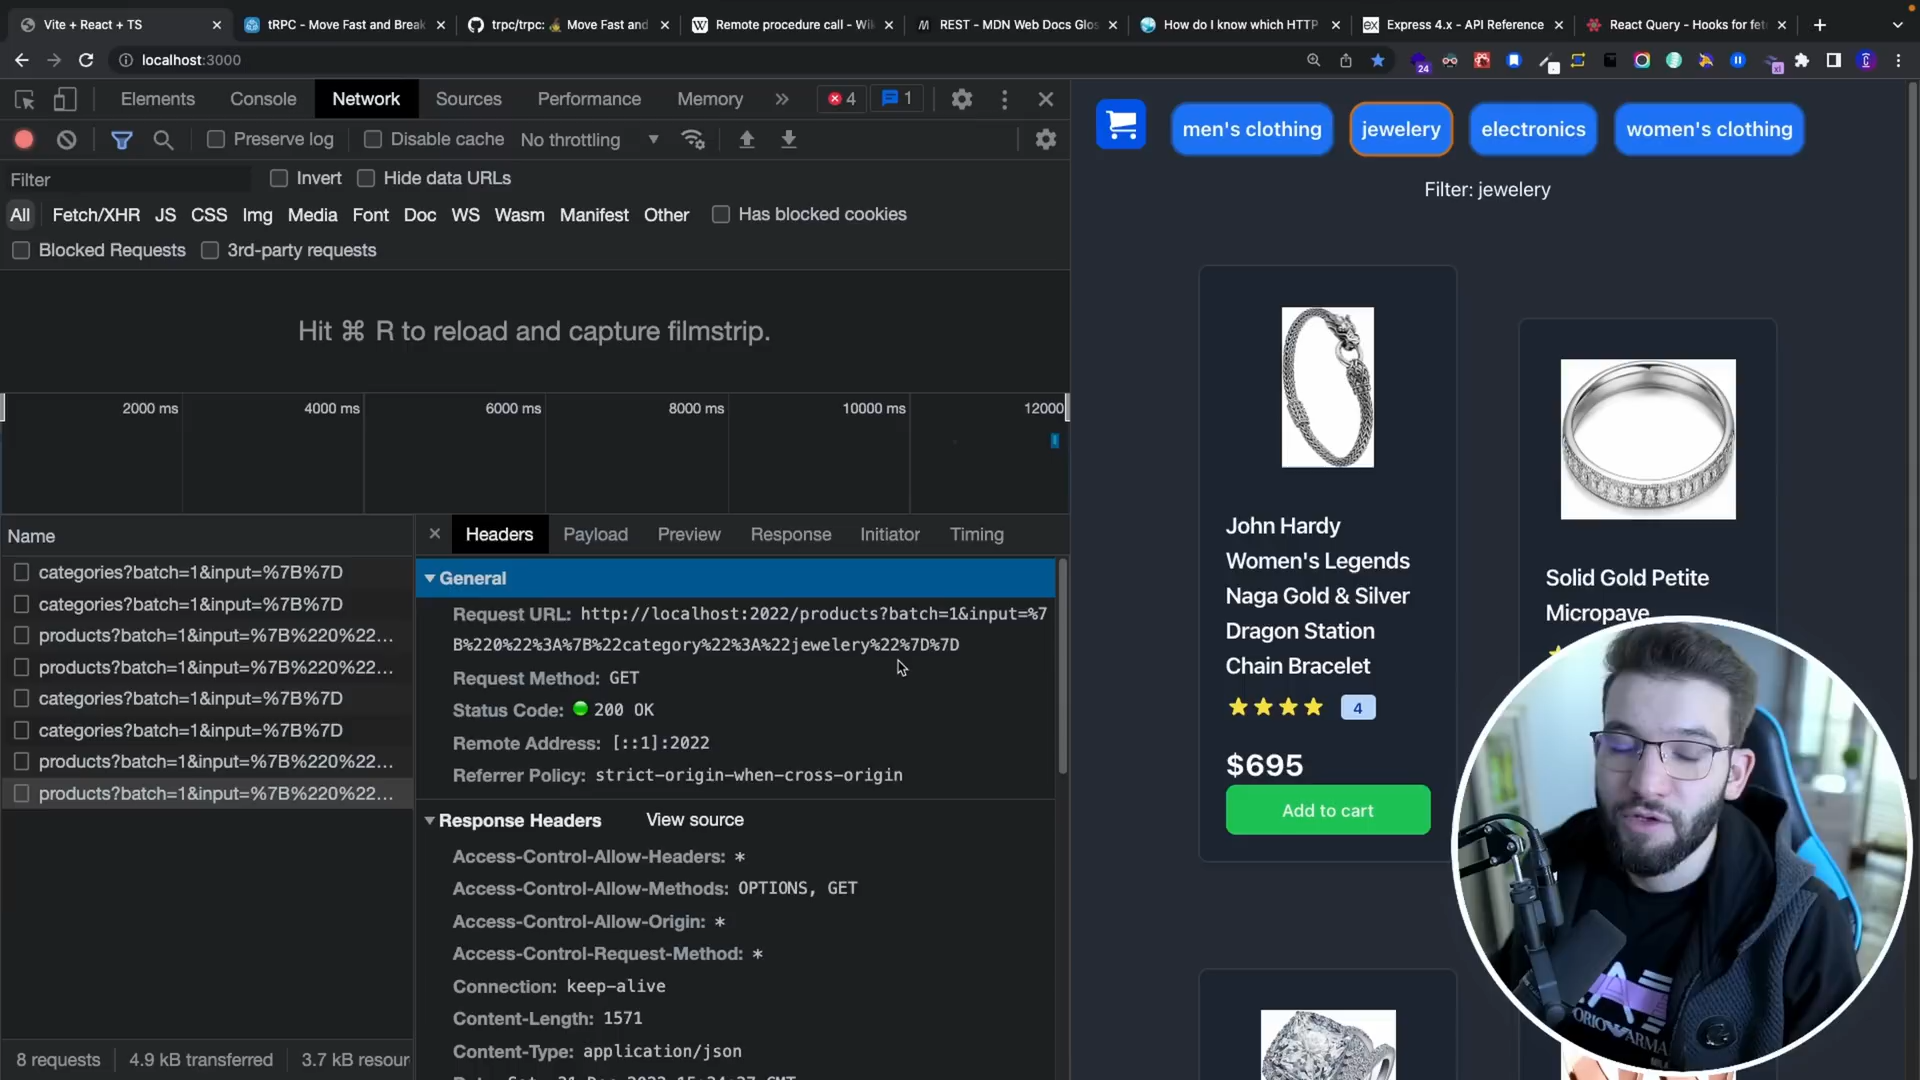 Vite + React + TS
tRPC - Move Fast and Break
trpc/trpc: Move Fast and
Remote procedure call - Wi
REST - MDN Web Docs Glos
How do I know which HTTP
Express 4.x - API Reference
React Query - Hooks for fet
localhost:3000
24
Elements
Console
Network
Sources
Performance
Memory
4
1
Preserve log
Disable cache
No throttling
Filter
Invert
Hide data URLs
All
Fetch/XHR
JS
CSS
Img
Media
Font
Doc
WS
Wasm
Manifest
Other
Has blocked cookies
Blocked Requests
3rd-party requests
Hit ⌘ R to reload and capture filmstrip.
2000 ms
4000 ms
6000 ms
8000 ms
10000 ms
12000
Name
categories?batch=1&input=%7B%7D
categories?batch=1&input=%7B%7D
products?batch=1&input=%7B%220%22...
products?batch=1&input=%7B%220%22...
categories?batch=1&input=%7B%7D
categories?batch=1&input=%7B%7D
products?batch=1&input=%7B%220%22...
products?batch=1&input=%7B%220%22...
8 requests
4.9 kB transferred
3.7 kB resour
Headers
Payload
Preview
Response
Initiator
Timing
General
Request URL: http://localhost:2022/products?batch=1&input=%7
B%220%22%3A%7B%22category%22%3A%22jewelery%22%7D%7D
Request Method: GET
Status Code: 200 OK
Remote Address: [::1]:2022
Referrer Policy: strict-origin-when-cross-origin
Response Headers
View source
Access-Control-Allow-Headers: *
Access-Control-Allow-Methods: OPTIONS, GET
Access-Control-Allow-Origin: *
Access-Control-Request-Method: *
Connection: keep-alive
Content-Length: 1571
Content-Type: application/json
men's clothing
jewelery
electronics
women's clothing
Filter: jewelery
John Hardy
Women's Legends
Naga Gold & Silver
Dragon Station
Chain Bracelet
4
$695
Add to cart
Solid Gold Petite
Micropave